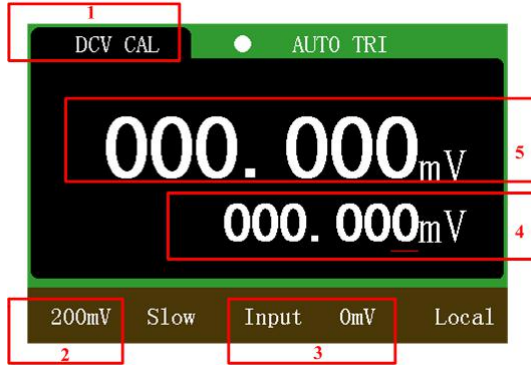 1
DCV CAL AUTO TRI
000.000mV 5
000.000mV 4
200mV Slow Input 0mV Local
2 3